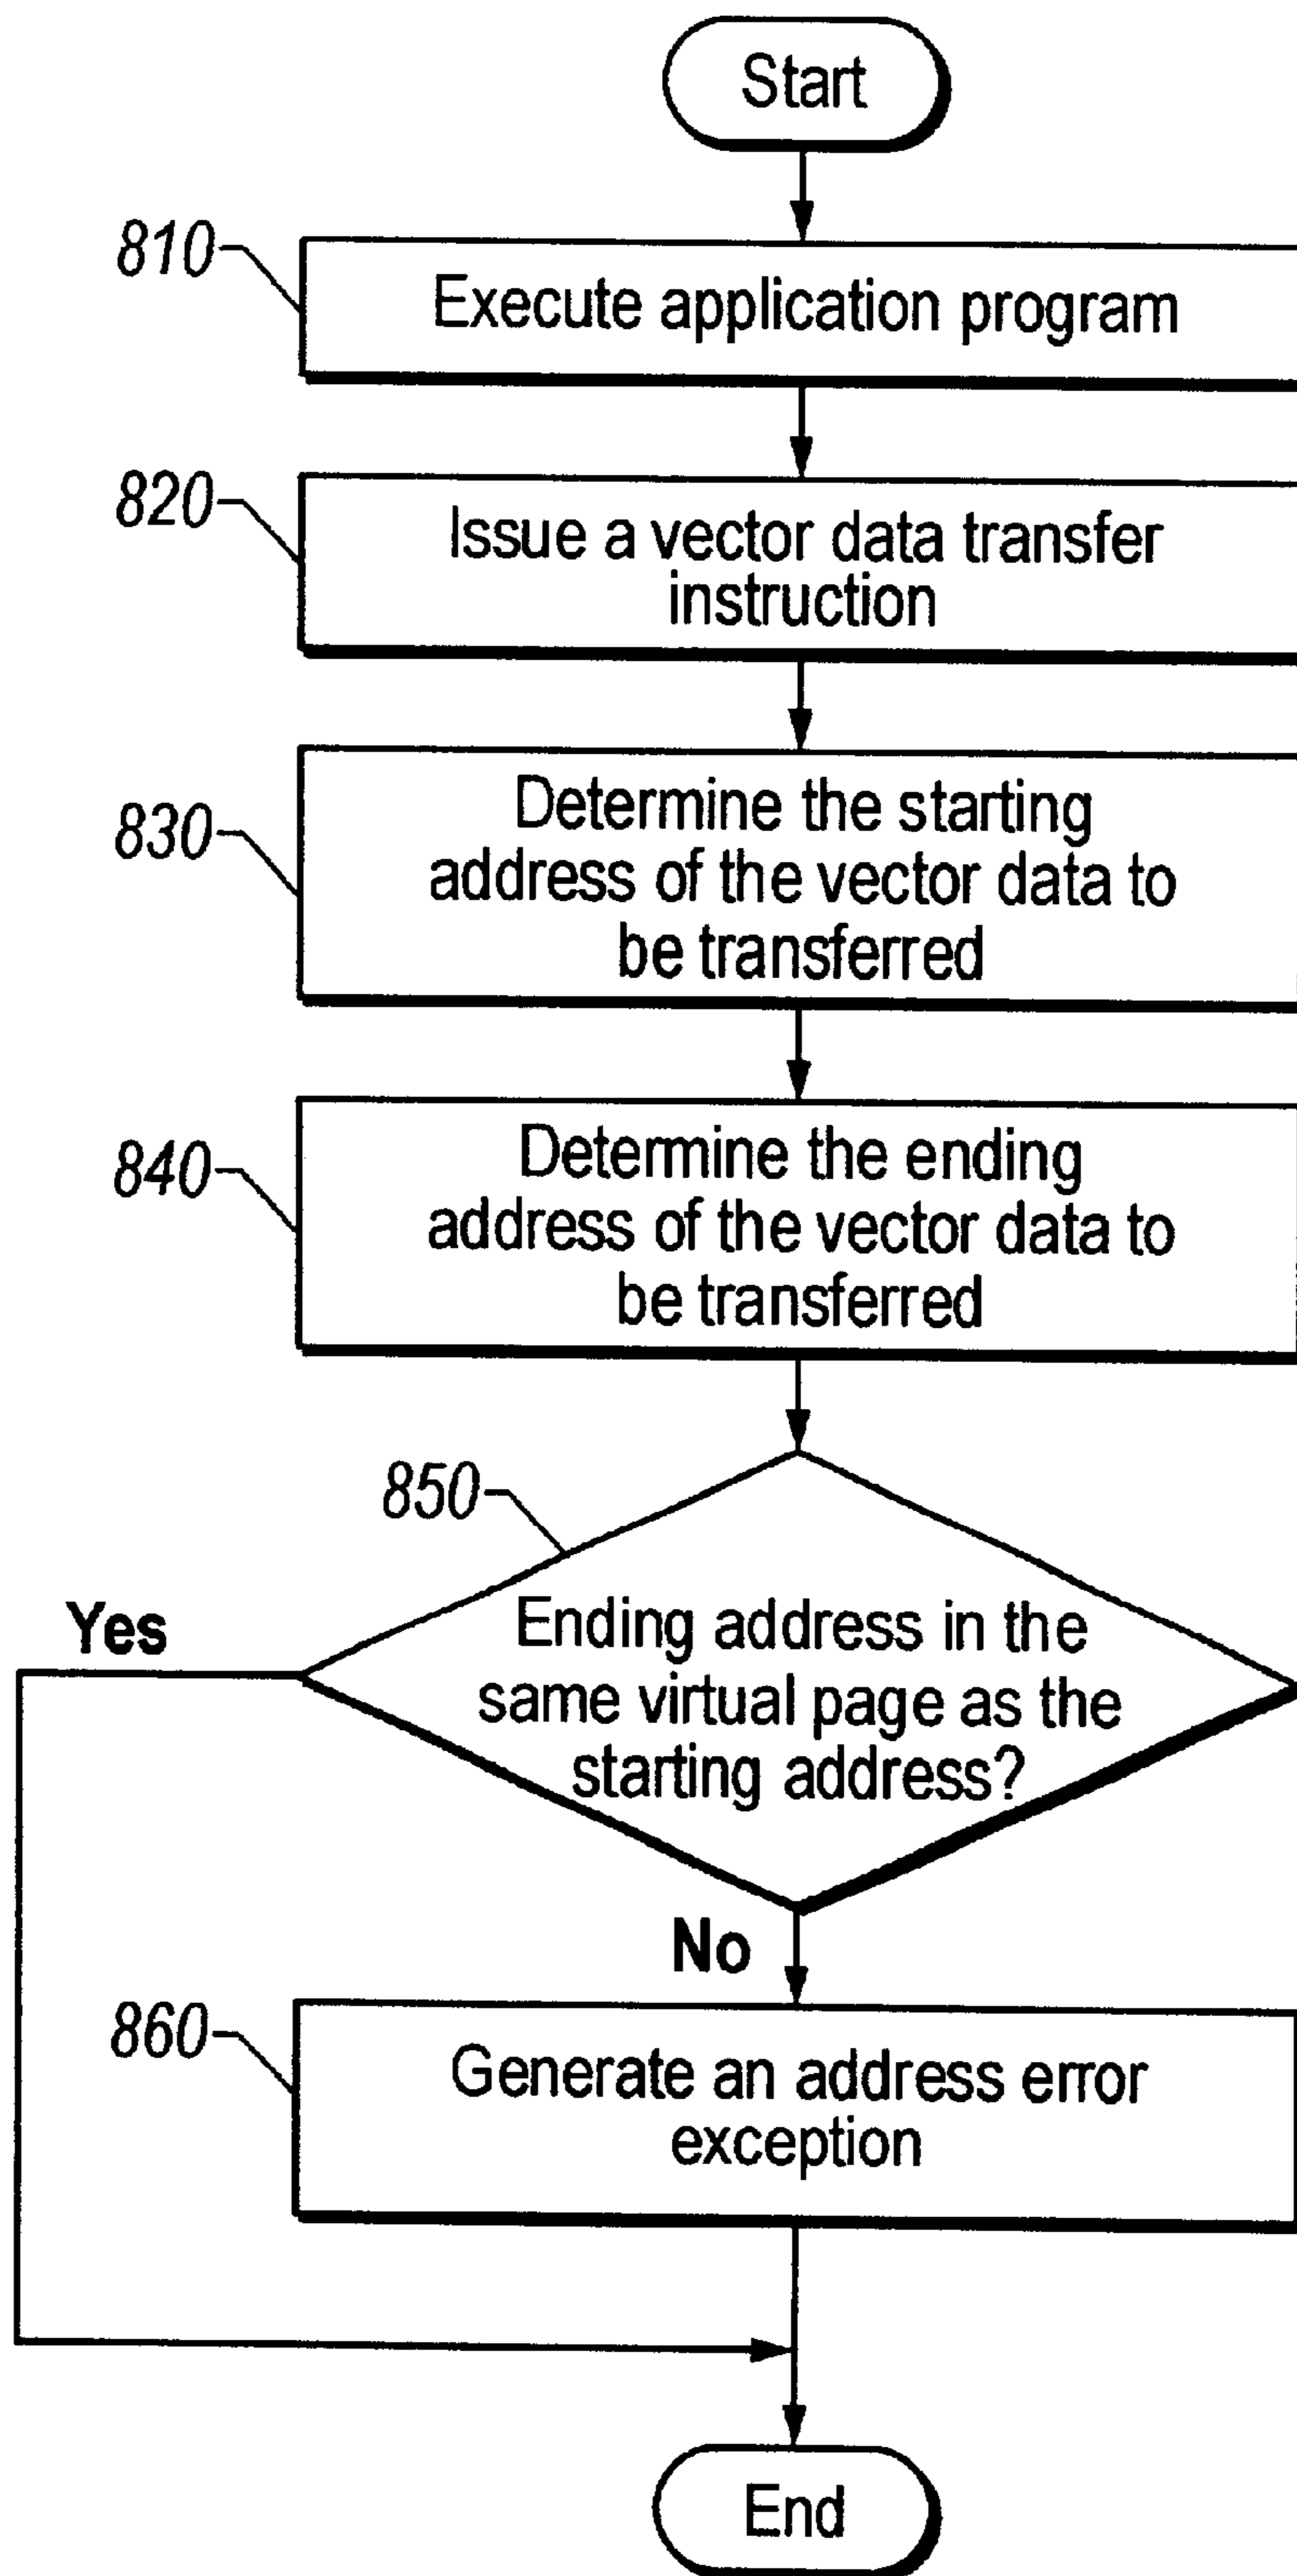 Start
810
Execute application program
820
Issue a vector data transfer
instruction
830
Determine the starting
address of the vector data to
be transferred
840
Determine the ending
address of the vector data to
be transferred
850
Yes
Ending address in the
same virtual page as the
starting address?
No
860
Generate an address error
exception
End